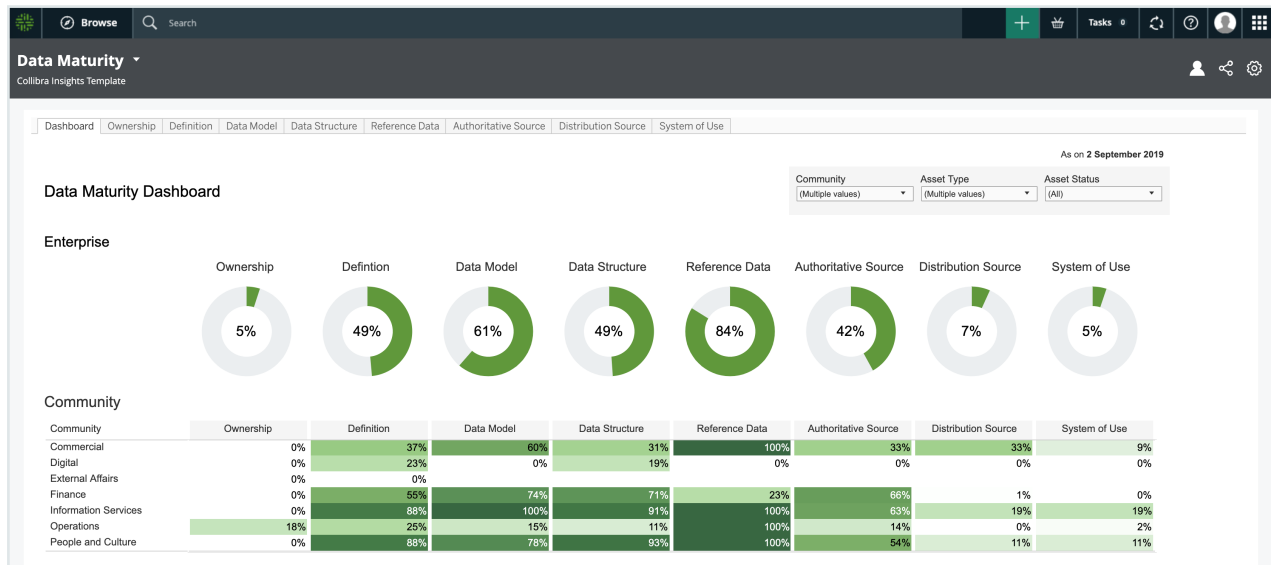 Browse Search Tasks 0
Data Maturity
Collibra Insights Template
Dashboard Ownership Definition Data Model Data Structure Reference Data Authoritative Source Distribution Source System of Use
As on 2 September 2019
Data Maturity Dashboard
Community Asset Type Asset Status
(Multiple values) (Multiple values) (All)
Enterprise
Ownership Defintion Data Model Data Structure Reference Data Authoritative Source Distribution Source System of Use
5% 49% 61% 49% 84% 42% 7% 5%
Community
Community Ownership Definition Data Model Data Structure Reference Data Authoritative Source Distribution Source System of Use
Commercial 0% 37% 60% 31% 100% 33% 33% 9%
Digital 0% 23% 0% 19% 0% 0% 0% 0%
External Affairs 0% 0%
Finance 0% 55% 74% 71% 23% 66% 1% 0%
Information Services 0% 88% 100% 91% 100% 63% 19% 19%
Operations 18% 25% 15% 11% 100% 14% 0% 2%
People and Culture 0% 88% 78% 93% 100% 54% 11% 11%